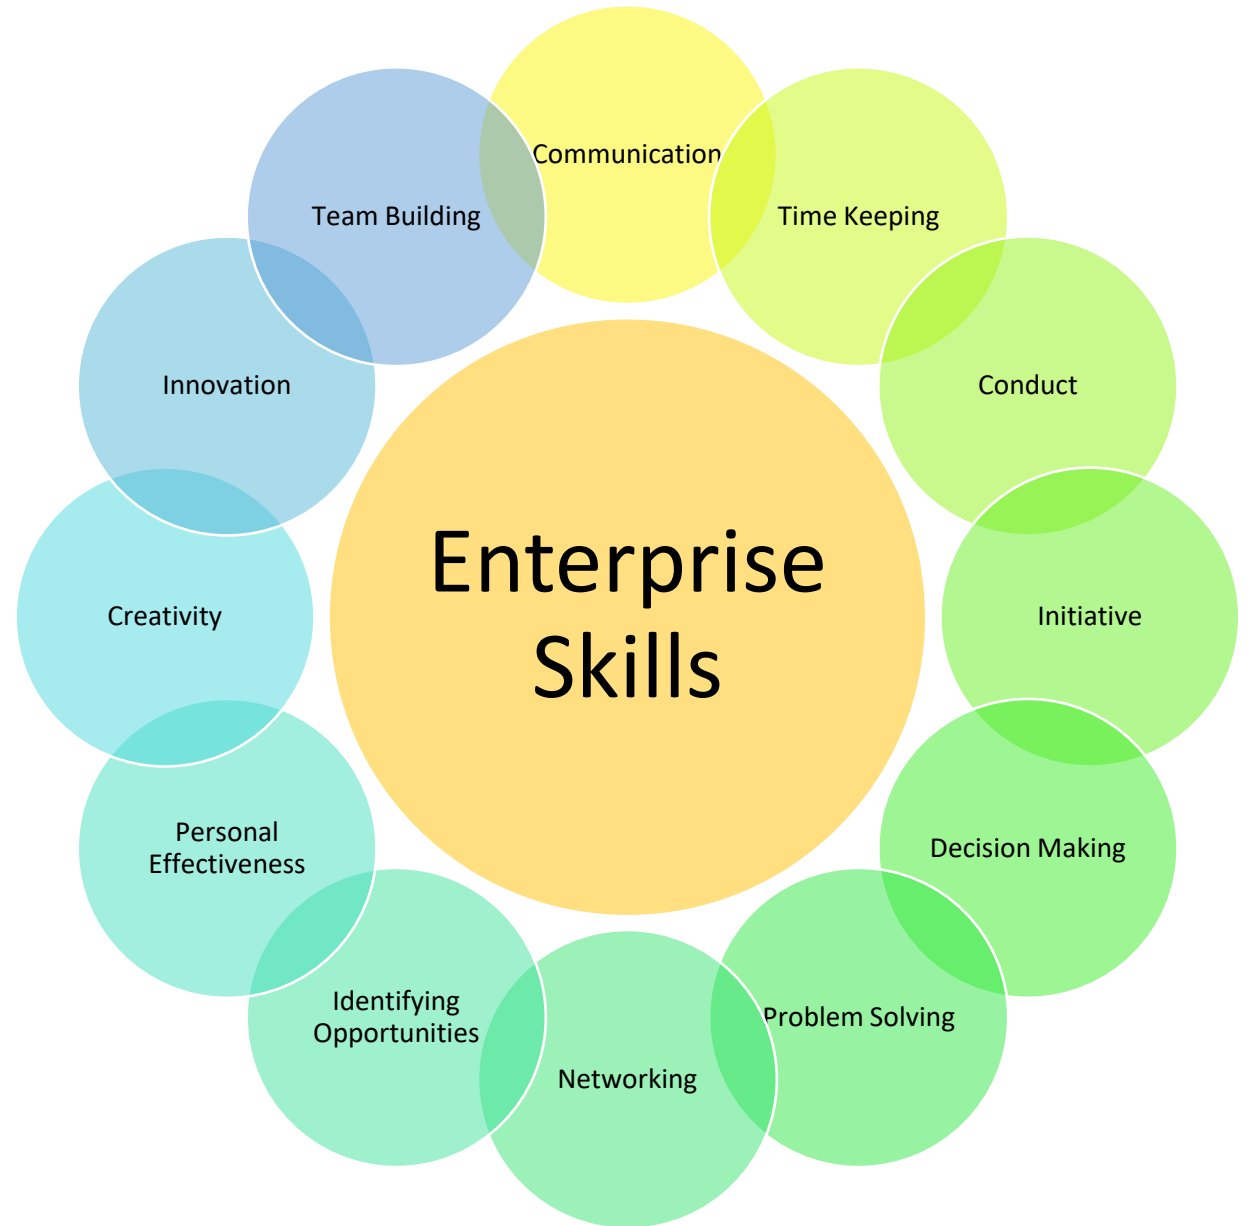 Enterprise
Skills
Communication
Time Keeping
Conduct
Initiative
Decision Making
Problem Solving
Networking
Identifying
Opportunities
Personal
Effectiveness
Creativity
Innovation
Team Building